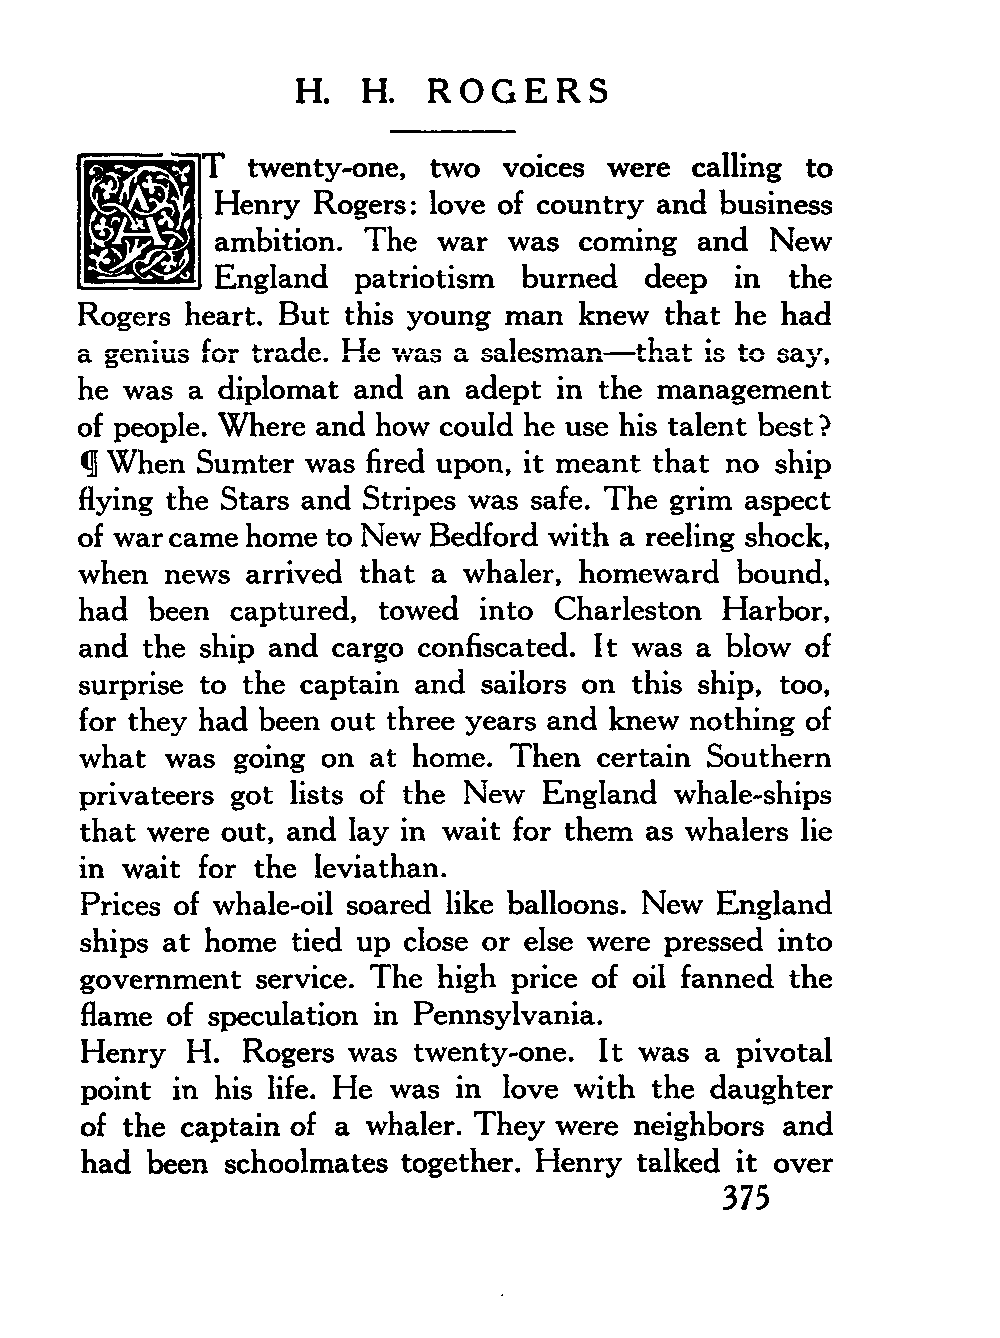 H. H. ROGERS
AT twenty-one, two voices were calling to
Henry Rogers: love of country and business
ambition. The war was coming and New
England patriotism burned deep in the
Rogers heart. But this young man knew that he had
a genius for trade. He was a salesman—that is to say,
he was a diplomat and an adept in the management
of people. Where and how could he use his talent best?
¶ When Sumter was fired upon, it meant that no ship
flying the Stars and Stripes was safe. The grim aspect
of war came home to New Bedford with a reeling shock,
when news arrived that a whaler, homeward bound,
had been captured, towed into Charleston Harbor,
and the ship and cargo confiscated. It was a blow of
surprise to the captain and sailors on this ship, too,
for they had been out three years and knew nothing of
what was going on at home. Then certain Southern
privateers got lists of the New England whale-ships
that were out, and lay in wait for them as whalers lie
in wait for the leviathan.
Prices of whale-oil soared like balloons. New England
ships at home tied up close or else were pressed into
government service. The high price of oil fanned the
flame of speculation in Pennsylvania.
Henry H. Rogers was twenty-one. It was a pivotal
point in his life. He was in love with the daughter
of the captain of a whaler. They were neighbors and
had been schoolmates together. Henry talked it over
375